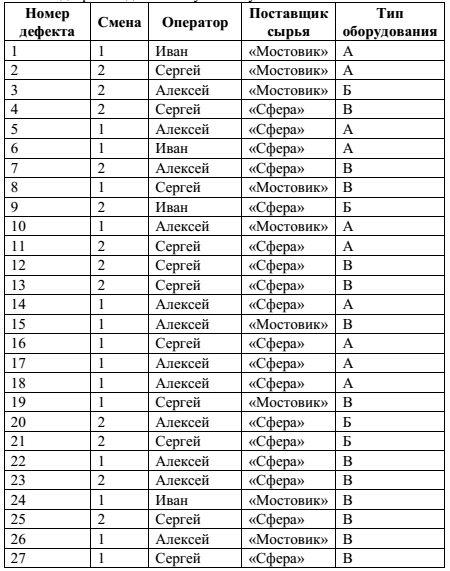 Номер дефекта Смена Оператор Поставщик сырья Тип оборудования
1 1 Иван «Мостовик» А
2 2 Сергей «Мостовик» А
3 2 Алексей «Мостовик» Б
4 2 Сергей «Сфера» В
5 1 Алексей «Сфера» А
6 1 Иван «Сфера» А
7 2 Алексей «Сфера» В
8 1 Сергей «Мостовик» В
9 2 Иван «Сфера» Б
10 1 Алексей «Мостовик» А
11 2 Сергей «Сфера» А
12 2 Сергей «Сфера» В
13 2 Сергей «Сфера» В
14 1 Алексей «Сфера» А
15 1 Алексей «Мостовик» В
16 1 Сергей «Сфера» А
17 1 Алексей «Сфера» А
18 1 Алексей «Сфера» А
19 1 Сергей «Мостовик» В
20 2 Алексей «Сфера» Б
21 2 Сергей «Сфера» Б
22 1 Алексей «Сфера» В
23 2 Алексей «Сфера» В
24 1 Иван «Мостовик» В
25 2 Сергей «Сфера» В
26 1 Алексей «Мостовик» В
27 1 Сергей «Сфера» В